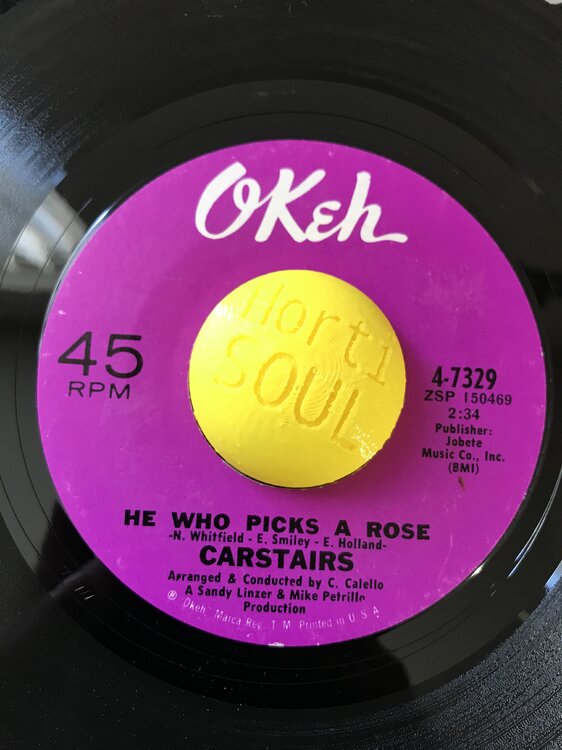 OKeh
Horti
SOUL
45
RPM
4-7329
ZSP 150469
2:34
Publisher:
Jobete
Music Co., Inc.
(BMI)
HE WHO PICKS A ROSE
-N. Whitfield - E. Smiley - E. Holland-
CARSTAIRS
Arranged & Conducted by C. Calello
A Sandy Linzer & Mike Petrillo
Production
® "Okeh" Marca Reg. T M Printed in U S A